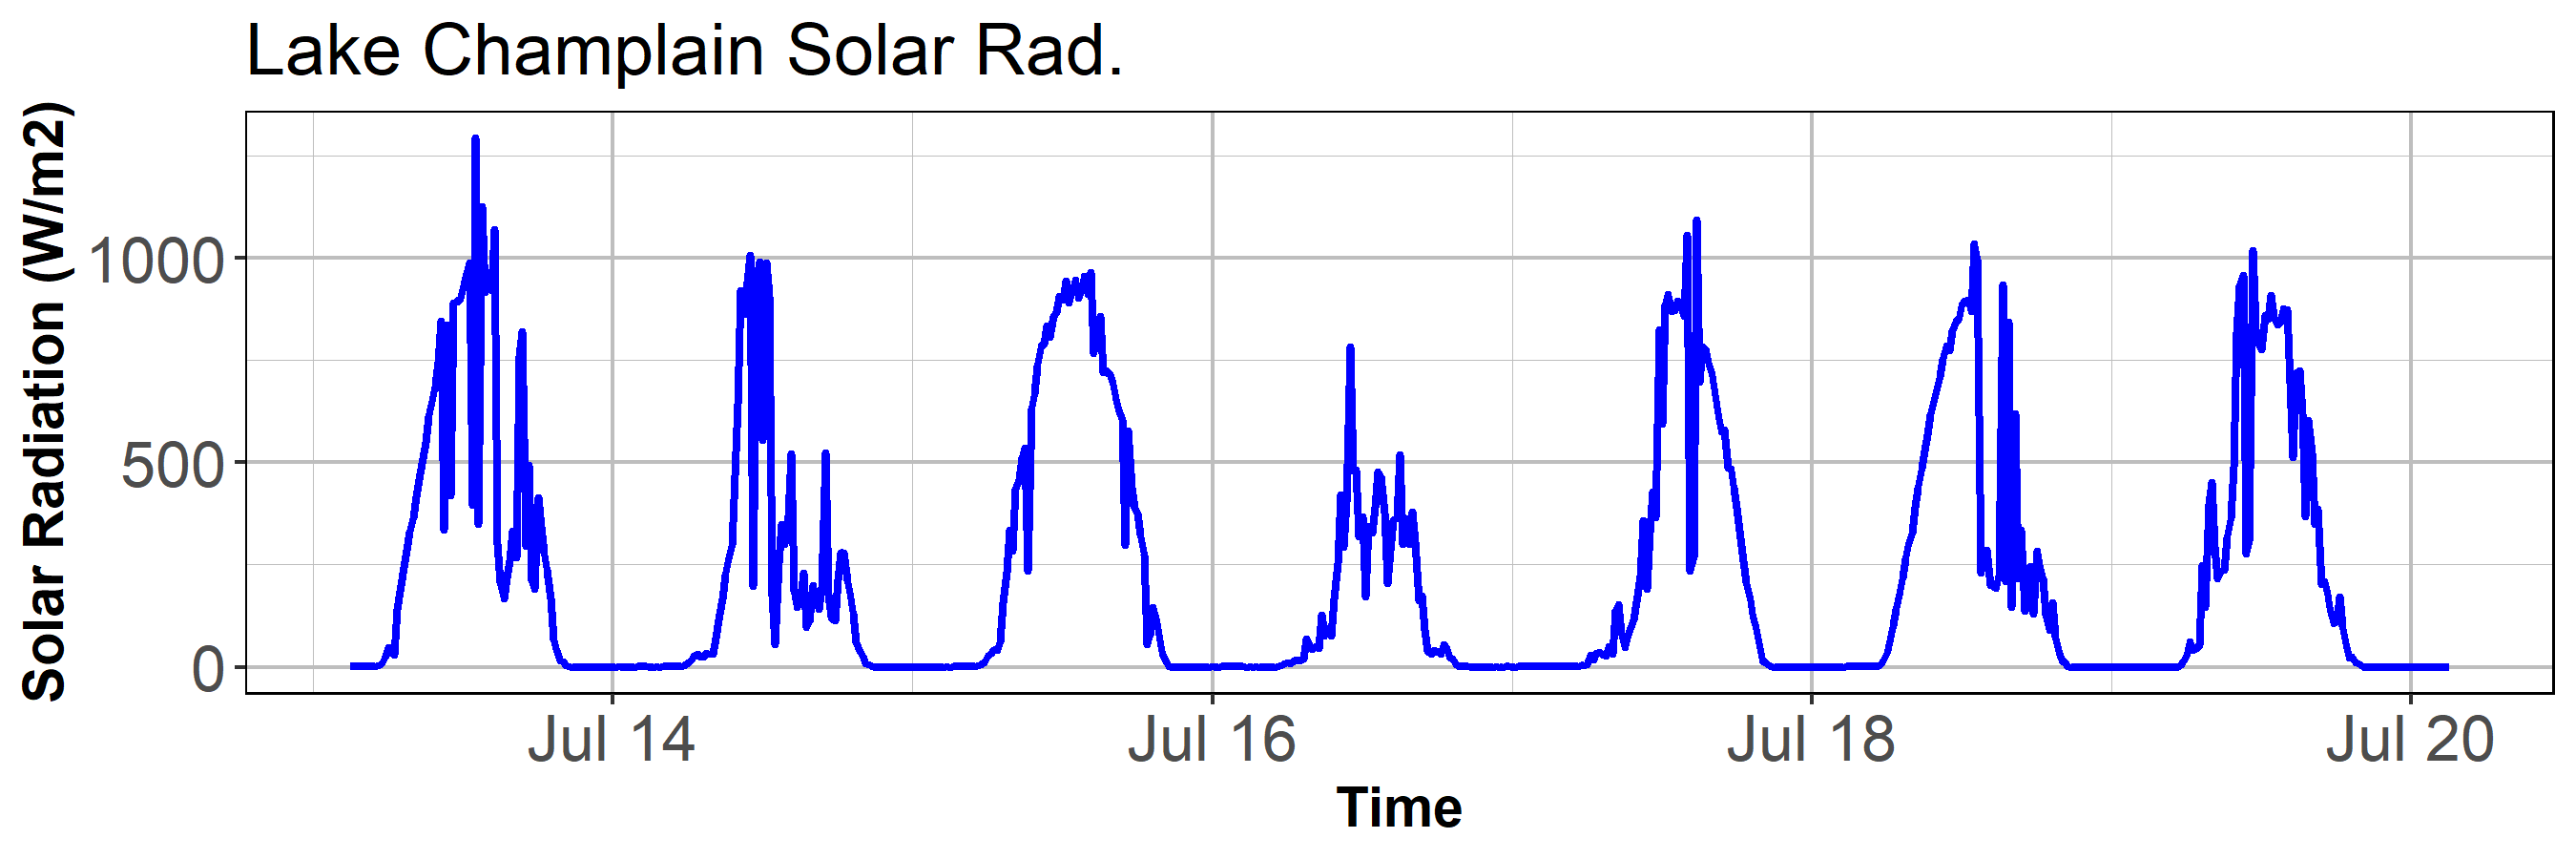 Lake Champlain Solar Rad.
Solar Radiation (W/m2)
1000
500
0
Jul 14
Jul 16
Jul 18
Jul 20
Time